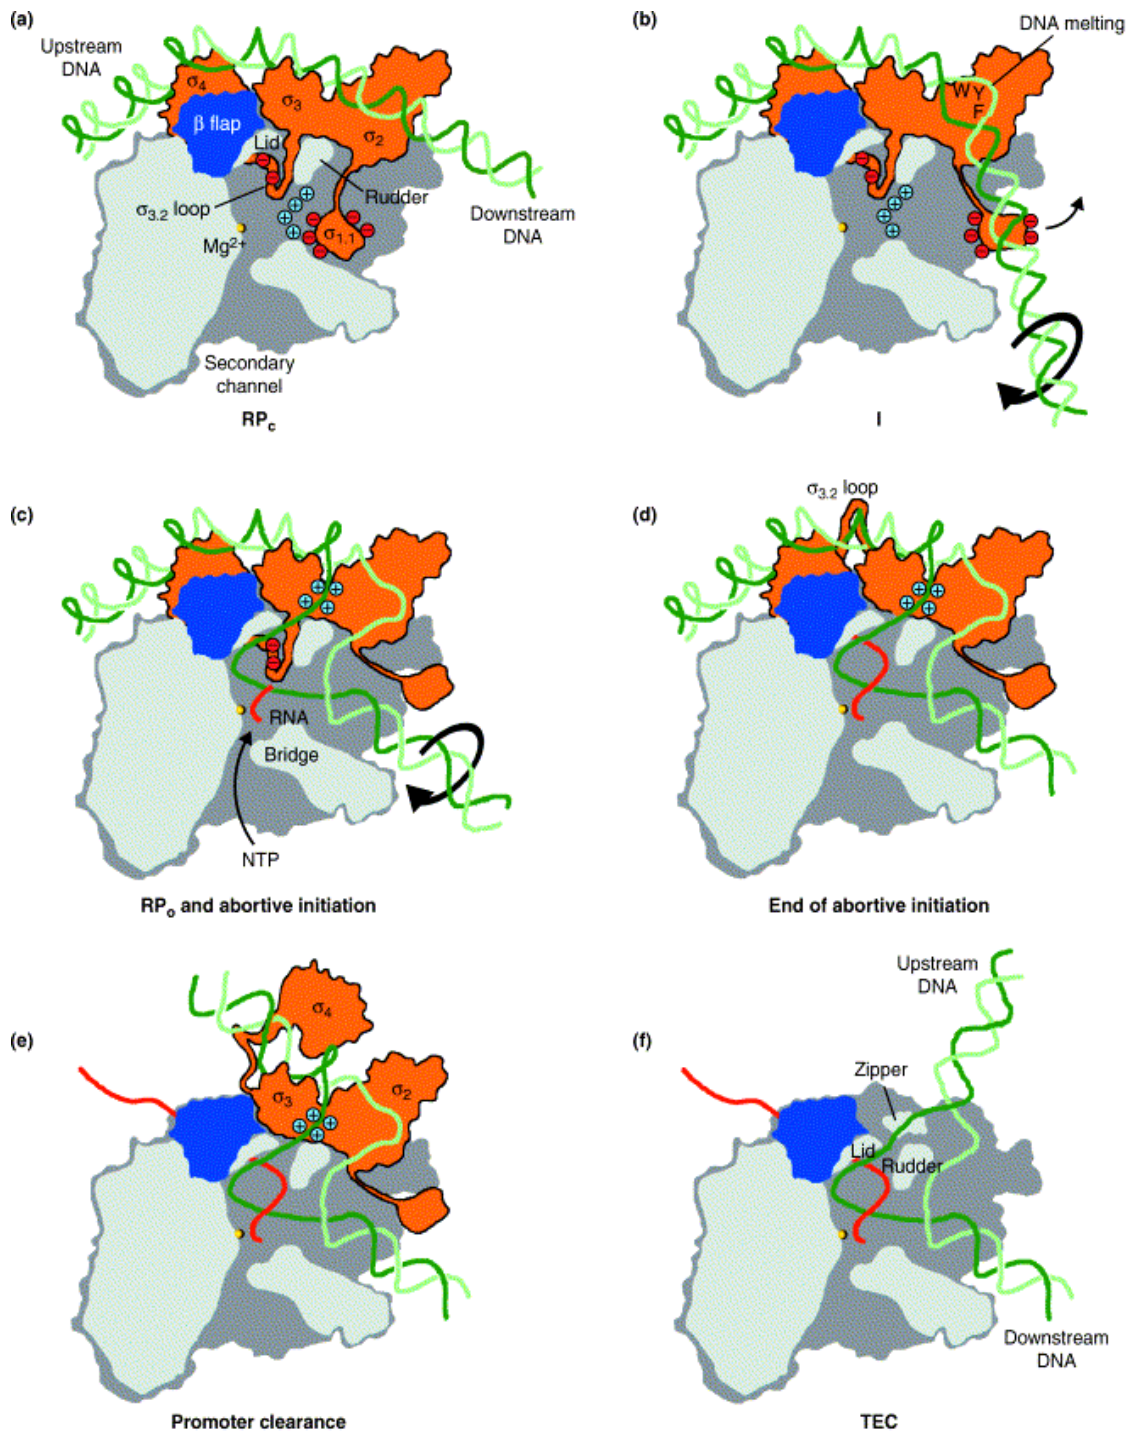 (a)
Upstream
DNA
σ4
σ3
β flap
Lid
σ2
σ3.2 loop
Rudder
Mg2+
σ1.1
Downstream
DNA
Secondary
channel
RPc
(b)
DNA melting
W Y
F
I
(c)
RNA
Bridge
NTP
RPo and abortive initiation
(d)
σ3.2 loop
End of abortive initiation
(e)
σ4
σ3
σ2
Promoter clearance
(f)
Upstream
DNA
Zipper
Lid
Rudder
Downstream
DNA
TEC